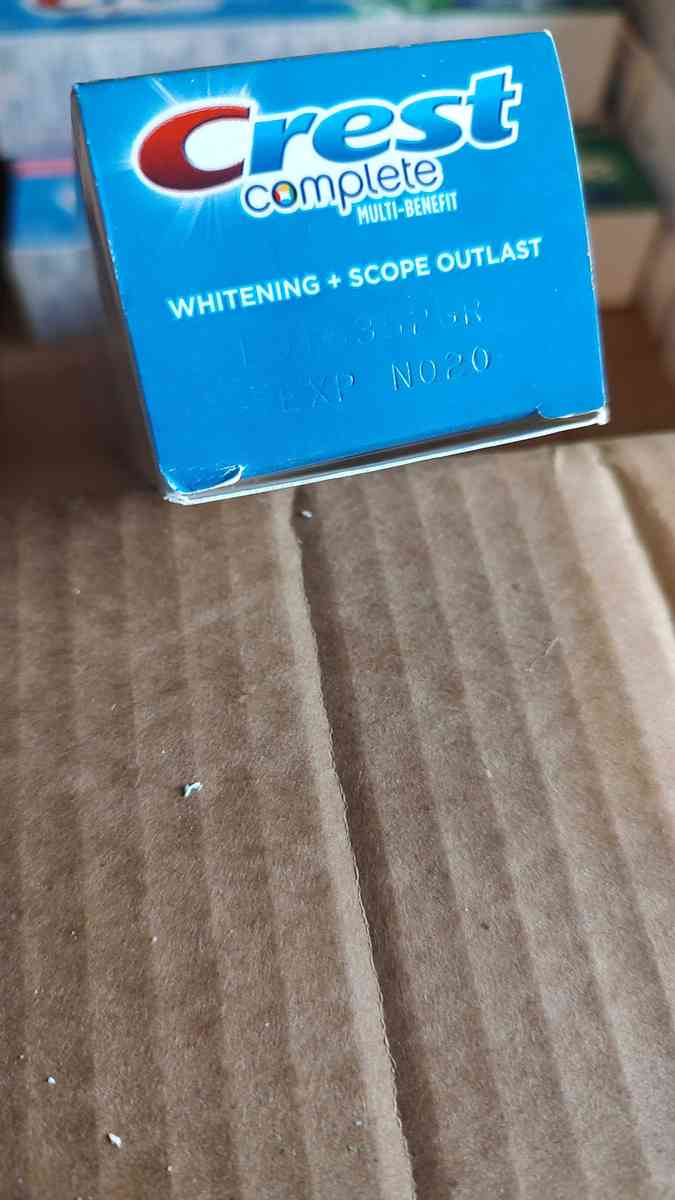 Crest
complete
MULTI-BENEFIT
WHITENING + SCOPE OUTLAST
EXP NO20